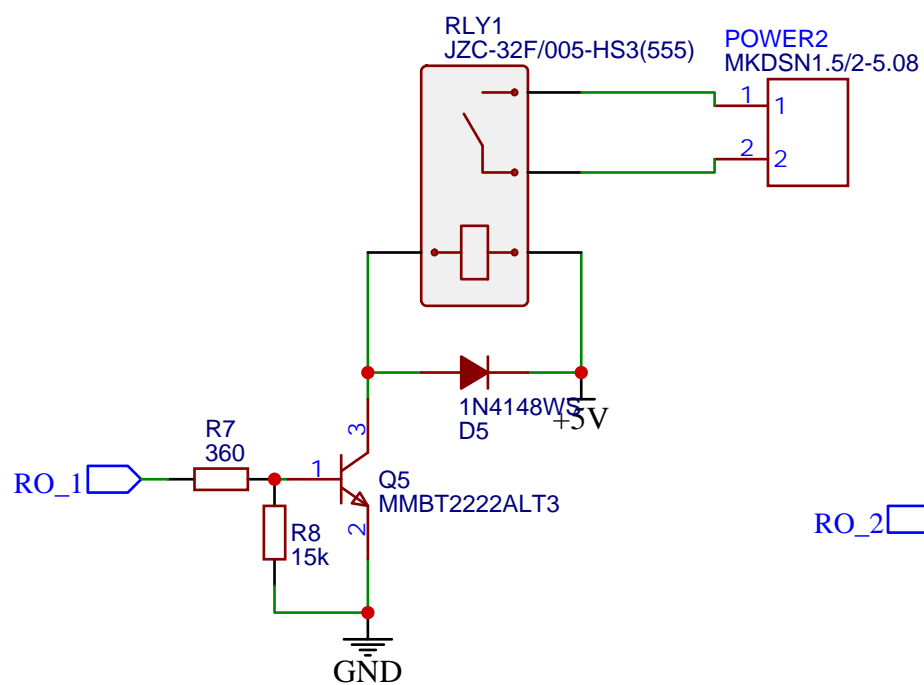 RLY1
JZC-32F/005-HS3(555)
POWER2
MKDSN1.5/2-5.08
1
1
2
2
1N4148WS
D5
+5V
R7
360
3
RO_1
1
Q5
MMBT2222ALT3
2
R8
15k
RO_2
GND